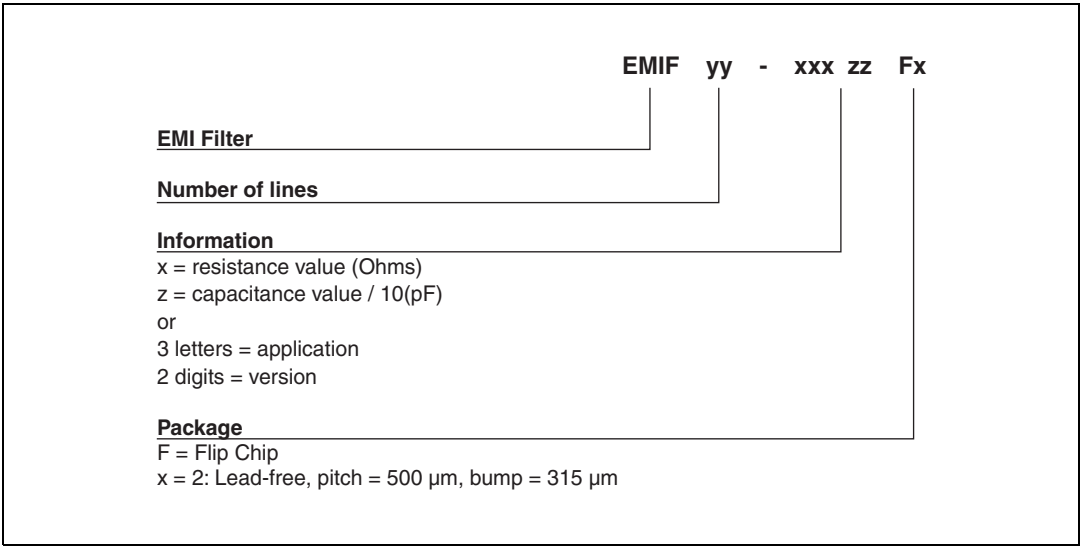 EMIF yy - xxx zz Fx
EMI Filter
Number of lines
Information
x = resistance value (Ohms)
z = capacitance value / 10(pF)
or
3 letters = application
2 digits = version
Package
F = Flip Chip
x = 2: Lead-free, pitch = 500 µm, bump = 315 µm